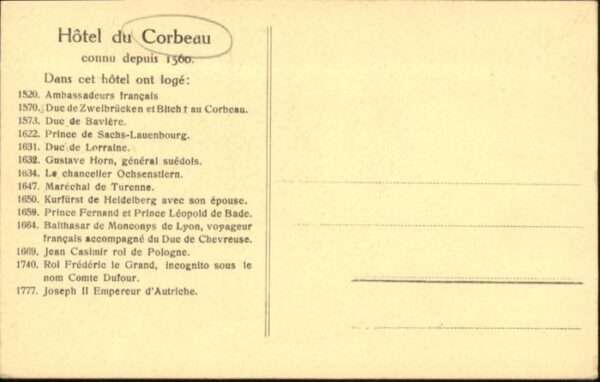 Hôtel du Corbeau
connu depuis 1560.
Dans cet hôtel ont logé:
1520. Ambassadeurs français
1570. Duc de Zweibrücken et Bitch † au Corbeau.
1573. Duc de Bavière.
1622. Prince de Sachs-Lauenbourg.
1631. Duc de Lorraine.
1632. Gustave Horn, général suédois.
1634. Le chancelier Ochsenstiern.
1647. Maréchal de Turenne.
1650. Kurfürst de Heidelberg avec son épouse.
1659. Prince Fernand et Prince Léopold de Bade.
1664. Balthasar de Monconys de Lyon, voyageur
français accompagné du Duc de Chevreuse.
1669. Jean Casimir roi de Pologne.
1740. Roi Frédéric le Grand, incognito sous le
nom Comte Dufour.
1777. Joseph II Empereur d'Autriche.